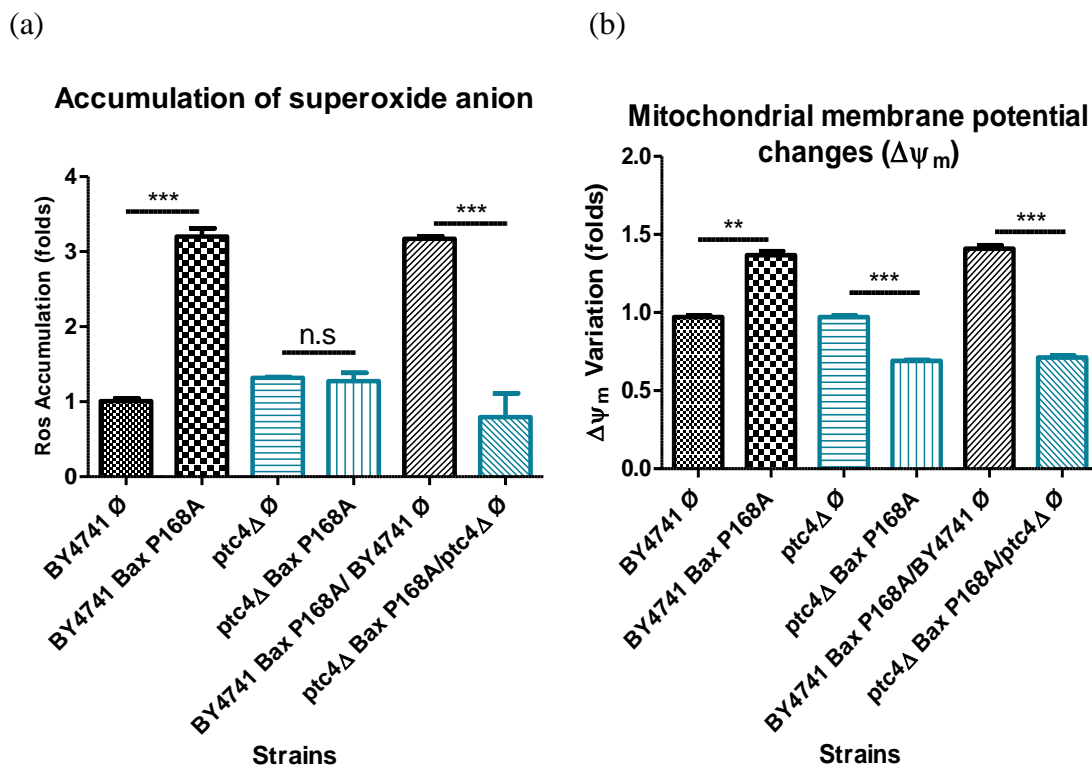 (a)
Accumulation of superoxide anion
Ros Accumulation (folds)
4
3
2
1
0
***
n.s
***
BY4741 Ø
BY4741 Bax P168A
ptc4Δ Ø
ptc4Δ Bax P168A
BY4741 Bax P168A/ BY4741 Ø
ptc4Δ Bax P168A/ptc4Δ Ø
Strains
(b)
Mitochondrial membrane potential
changes (Δψm)
Δψm Variation (folds)
2.0
1.5
1.0
0.5
0.0
**
***
***
BY4741 Ø
BY4741 Bax P168A
ptc4Δ Ø
ptc4Δ Bax P168A
BY4741 Bax P168A/BY4741 Ø
ptc4Δ Bax P168A/ptc4Δ Ø
Strains